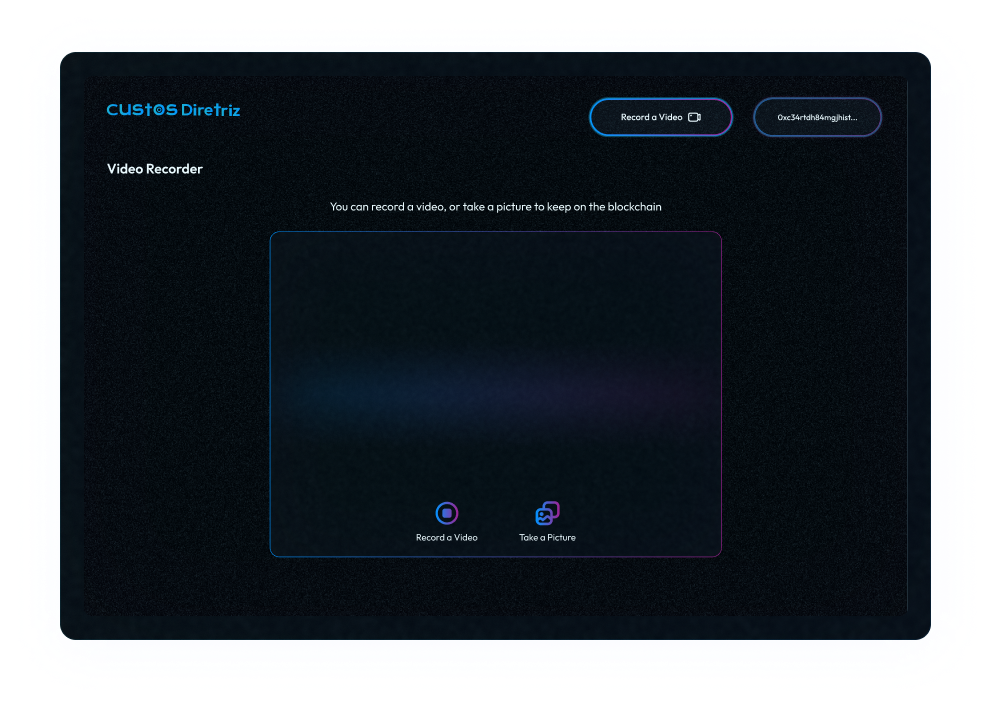 CUStOS Diretriz
Record a Video
0xc34rtdh84mgjhist...
Video Recorder
You can record a video, or take a picture to keep on the blockchain
Record a Video
Take a Picture